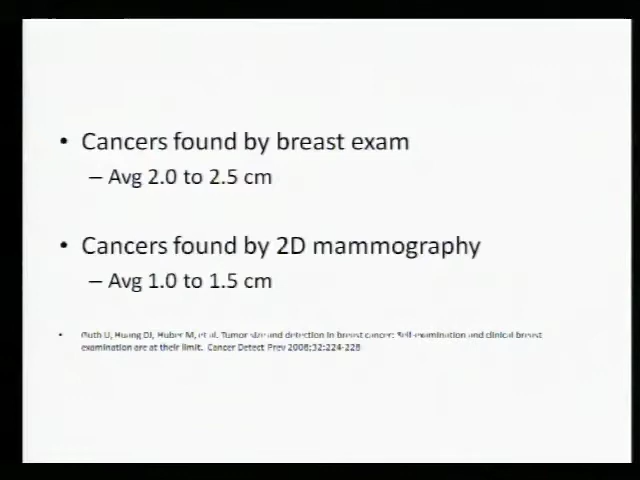 • Cancers found by breast exam
– Avg 2.0 to 2.5 cm
• Cancers found by 2D mammography
– Avg 1.0 to 1.5 cm
• Guth U, Huang DJ, Huber M, et al. Tumor size and detection in breast cancer: Self-examination and clinical breast
examination are at their limit. Cancer Detect Prev 2008;32:224-228